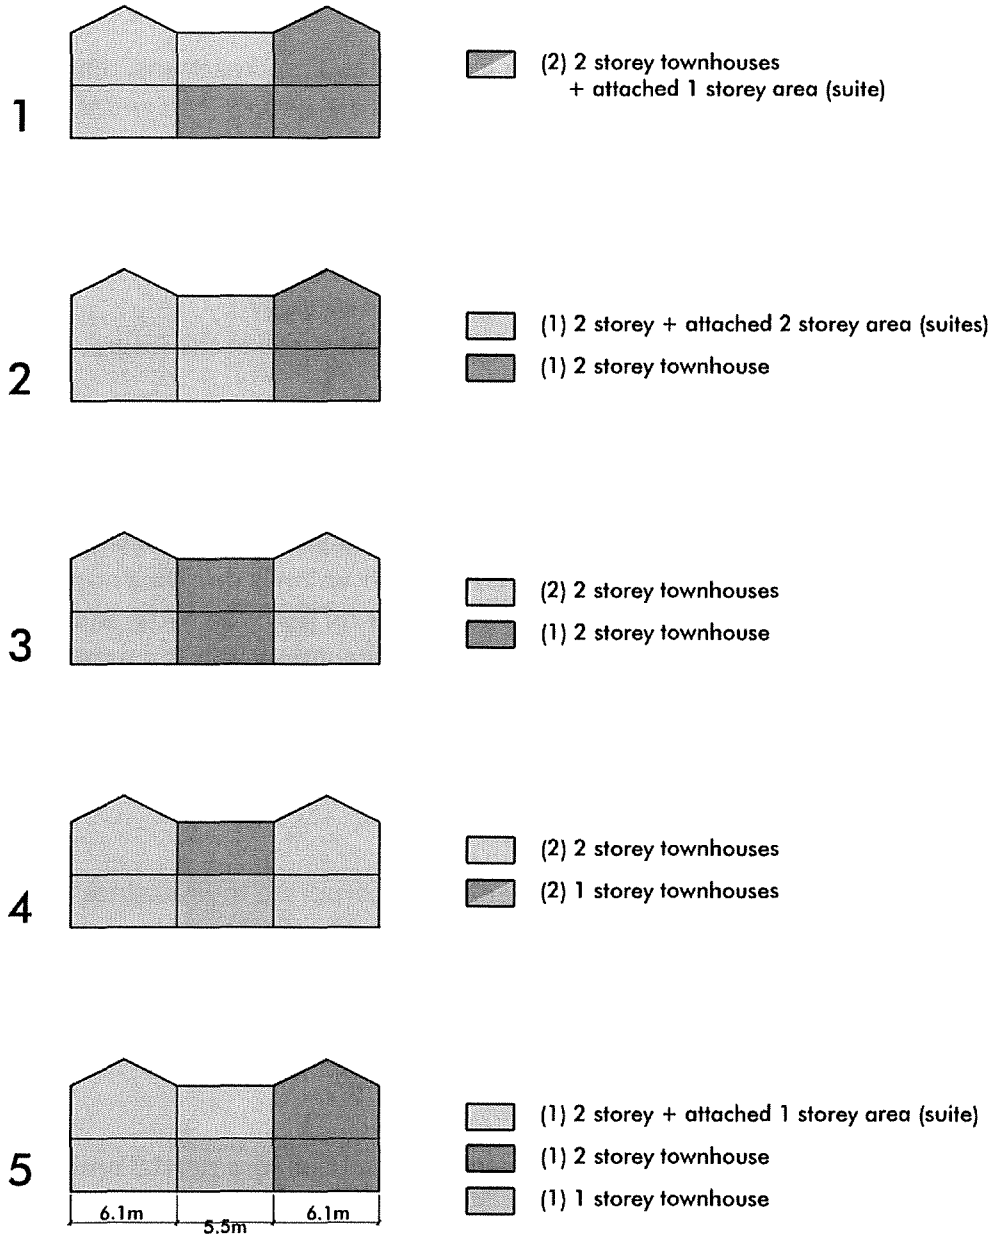 1
(2) 2 storey townhouses
+ attached 1 storey area (suite)
2
(1) 2 storey + attached 2 storey area (suites)
(1) 2 storey townhouse
3
(2) 2 storey townhouses
(1) 2 storey townhouse
4
(2) 2 storey townhouses
(2) 1 storey townhouses
5
(1) 2 storey + attached 1 storey area (suite)
(1) 2 storey townhouse
(1) 1 storey townhouse
6.1m 5.5m 6.1m